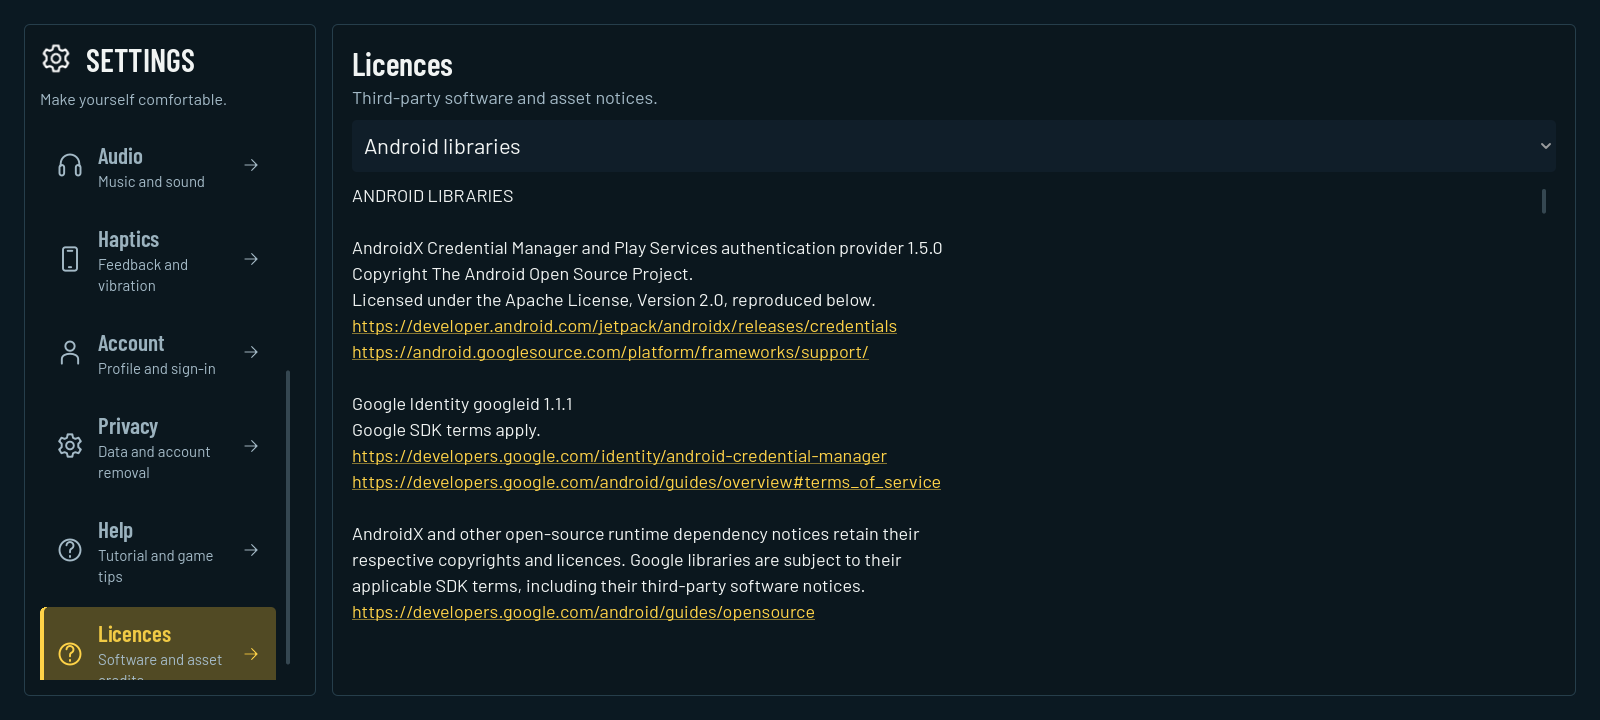 SETTINGS
Make yourself comfortable.
Audio
Music and sound
Haptics
Feedback and
vibration
Account
Profile and sign-in
Privacy
Data and account
removal
Help
Tutorial and game
tips
Licences
Software and asset
credits
Licences
Third-party software and asset notices.
Android libraries
ANDROID LIBRARIES
AndroidX Credential Manager and Play Services authentication provider 1.5.0
Copyright The Android Open Source Project.
Licensed under the Apache License, Version 2.0, reproduced below.
https://developer.android.com/jetpack/androidx/releases/credentials
https://android.googlesource.com/platform/frameworks/support/
Google Identity googleid 1.1.1
Google SDK terms apply.
https://developers.google.com/identity/android-credential-manager
https://developers.google.com/android/guides/overview#terms_of_service
AndroidX and other open-source runtime dependency notices retain their
respective copyrights and licences. Google libraries are subject to their
applicable SDK terms, including their third-party software notices.
https://developers.google.com/android/guides/opensource